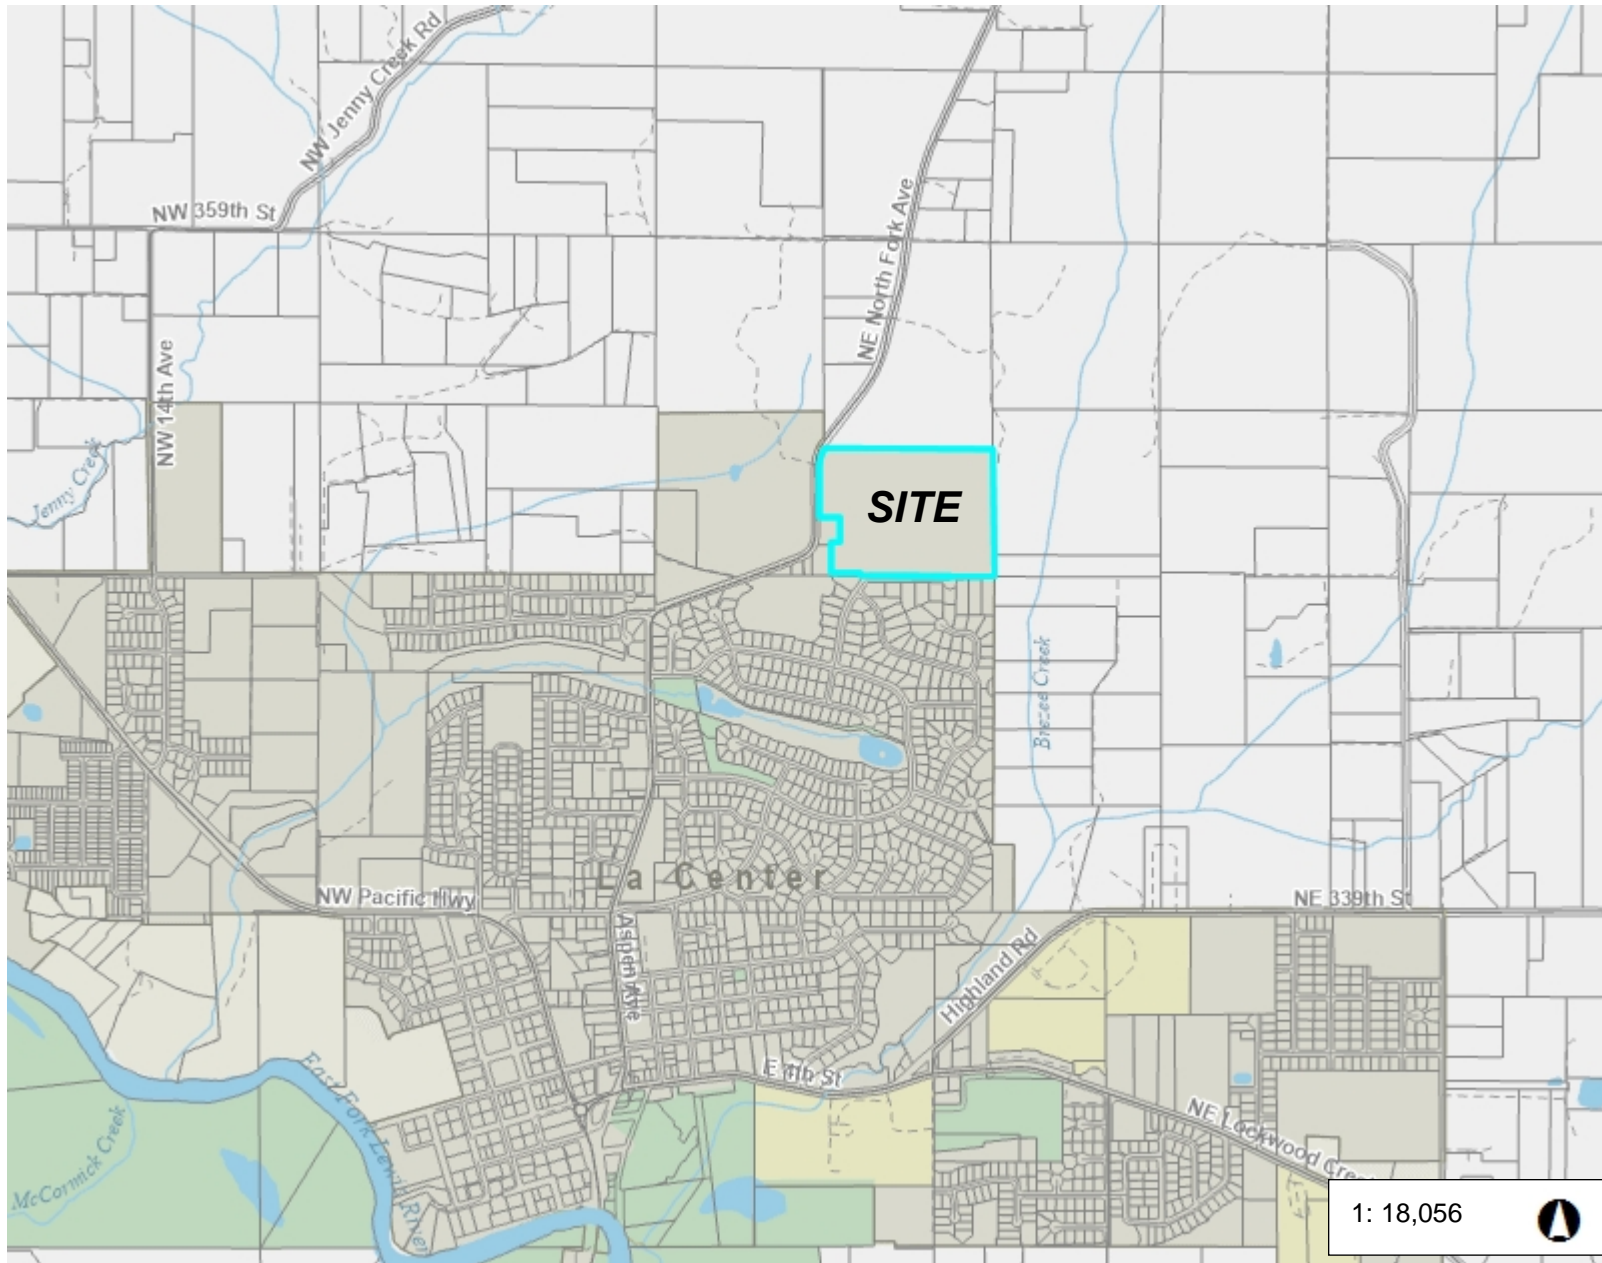 NW Jenny Creek Rd
NW 359th St
NE North Fork Ave
NW 14th Ave
Jenny Creek
SITE
Brezee Creek
La Center
NW Pacific Hwy
NE 339th St
Aspen Ave
Highland Rd
E 4th St
East Fork Lewis River
NE Lockwood Creek
McCormick Creek
1: 18,056